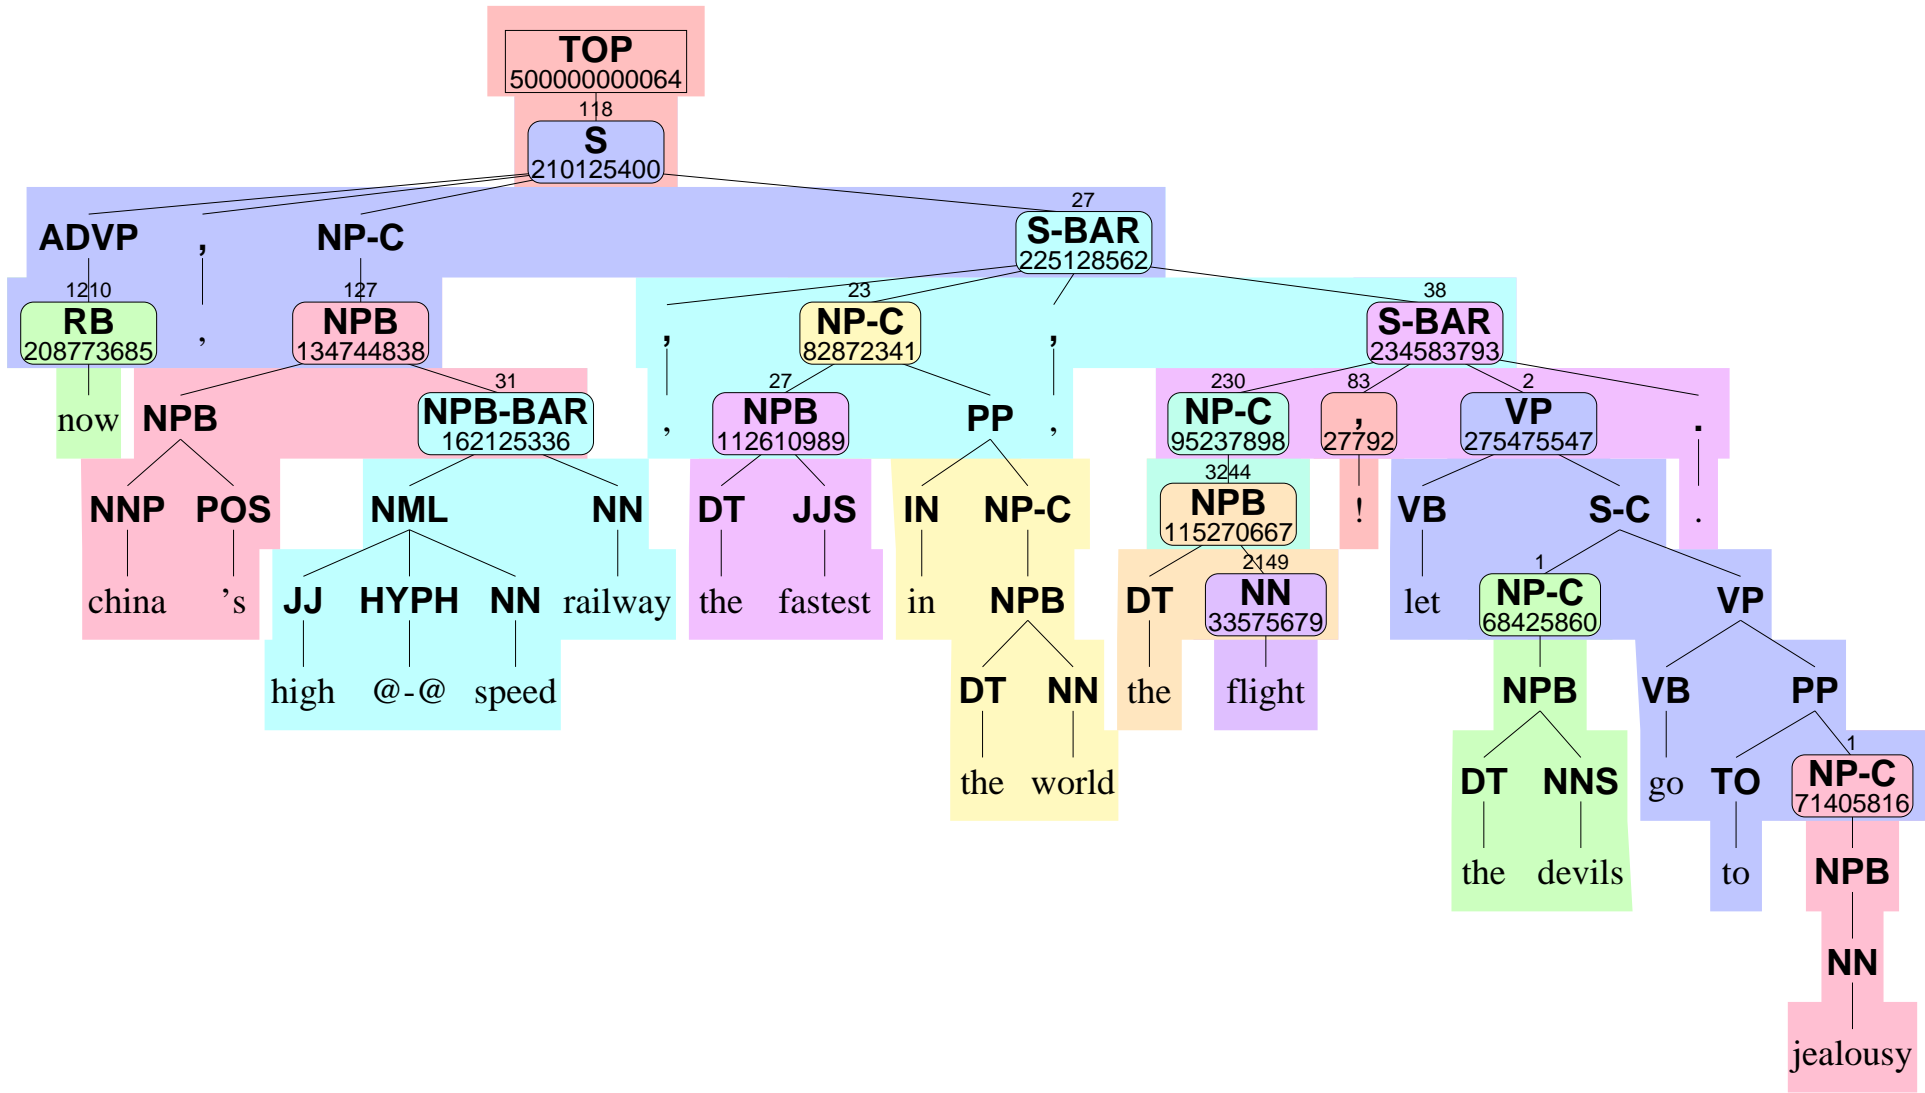 TOP
500000000064
118
S
210125400
27
ADVP , NP-C S-BAR
225128562
1210 127 23 38
RB , NPB , NP-C , S-BAR
208773685 134744838 82872341 234583793
31 27 230 83 2
now NPB NPB-BAR , NPB PP , NP-C , VP .
162125336 112610989 95237898 27792 275475547
3244
NNP POS NML NN DT JJS IN NP-C NPB ! VB S-C .
115270667
2149 1
china 's JJ HYPH NN railway the fastest in NPB DT NN let NP-C VP
33575679 68425860
high @-@ speed DT NN the flight NPB VB PP
1
the world DT NNS go TO NP-C
71405816
the devils to NPB
NN
jealousy